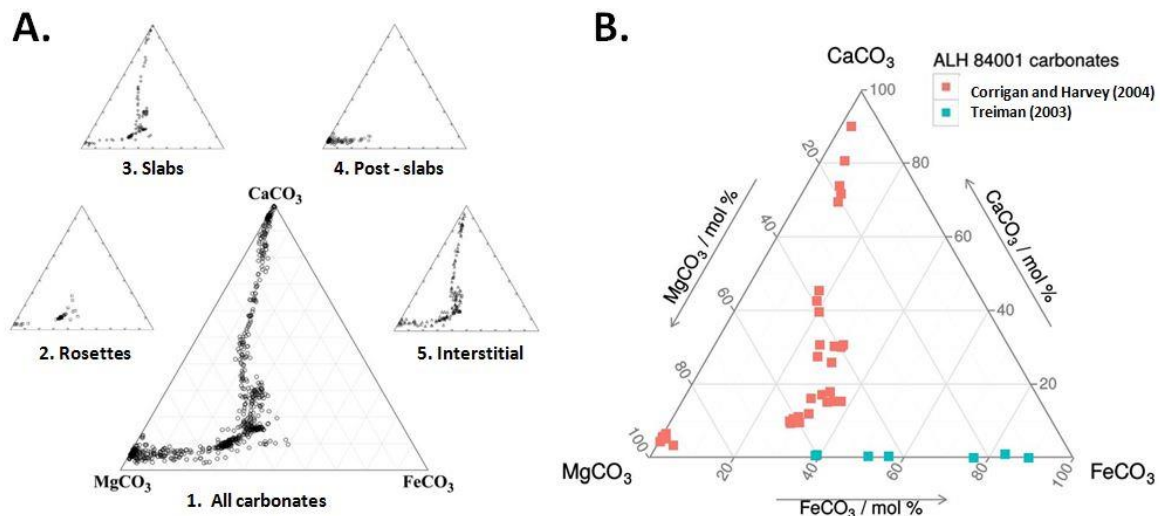 A.
3. Slabs
4. Post - slabs
CaCO₃
2. Rosettes
5. Interstitial
MgCO₃
FeCO₃
1. All carbonates
B.
CaCO₃
ALH 84001 carbonates
Corrigan and Harvey (2004)
Treiman (2003)
100
20
80
MgCO₃ / mol %
CaCO₃ / mol %
40
60
60
40
80
20
100
MgCO₃
20
40
60
80
100
FeCO₃
FeCO₃ / mol %